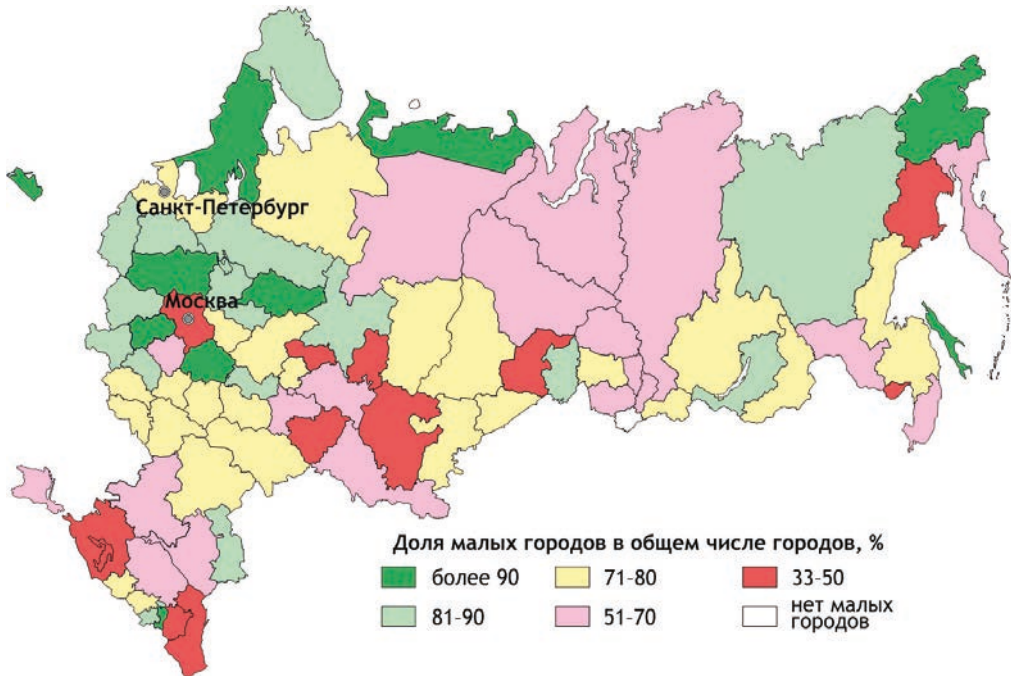 Санкт-Петербург
Москва
Доля малых городов в общем числе городов, %
более 90
71-80
33-50
81-90
51-70
нет малых
городов